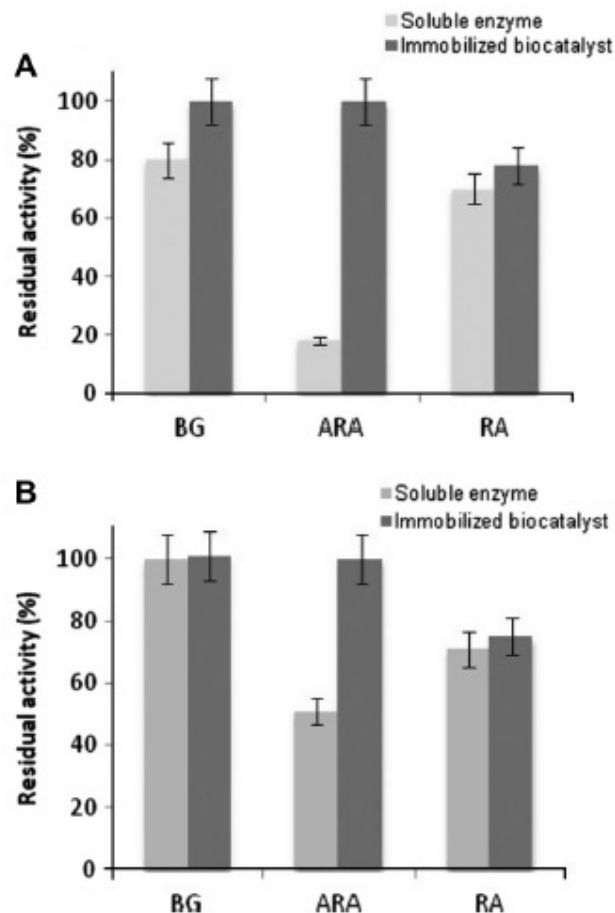 Soluble enzyme
Immobilized biocatalyst
A
Residual activity (%)
100
80
60
40
20
0
BG ARA RA
B
Soluble enzyme
Immobilized biocatalyst
Residual activity (%)
100
80
60
40
20
0
BG ARA RA